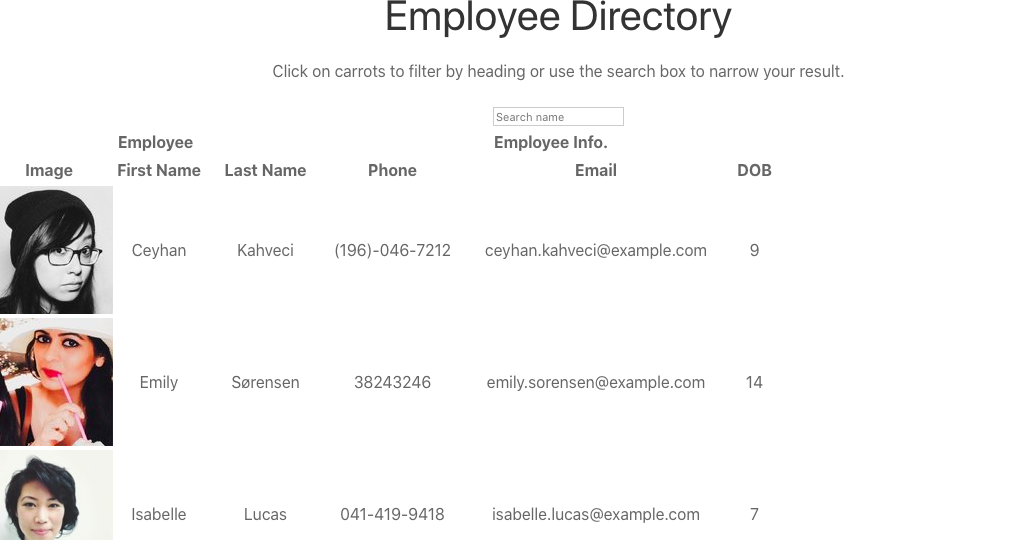 Employee Directory
Click on carrots to filter by heading or use the search box to narrow your result.
Search name
Employee Employee Info.
Image First Name Last Name Phone Email DOB
Ceyhan Kahveci (196)-046-7212 ceyhan.kahveci@example.com 9
Emily Sørensen 38243246 emily.sorensen@example.com 14
Isabelle Lucas 041-419-9418 isabelle.lucas@example.com 7